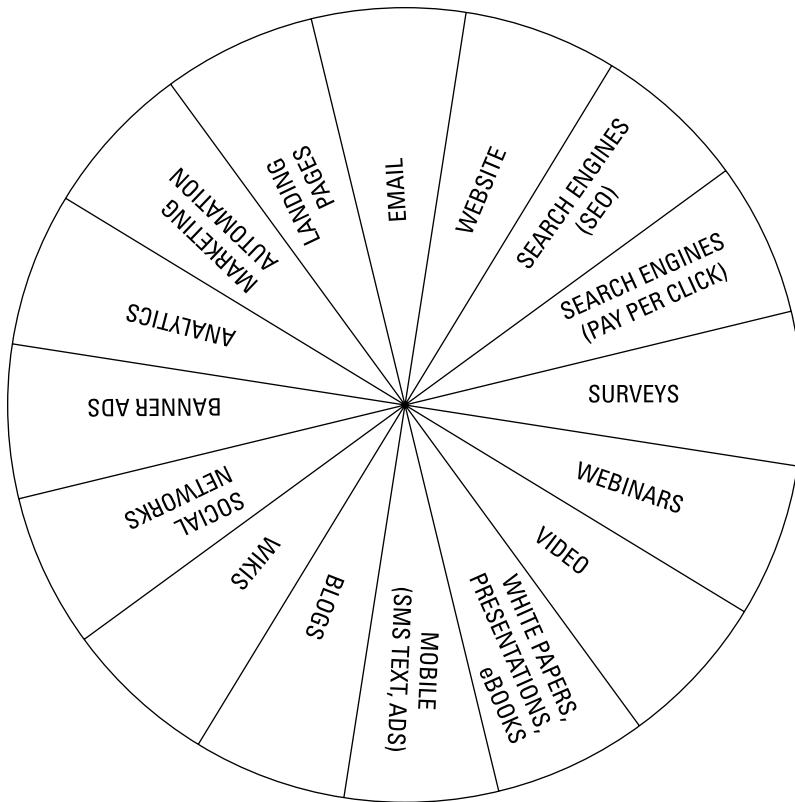 EMAIL
WEBSITE
SEARCH ENGINES
(SEO)
SEARCH ENGINES
(PAY PER CLICK)
SURVEYS
WEBINARS
VIDEO
WHITE PAPERS,
PRESENTATIONS,
eBOOKS
MOBILE
(SMS TEXT, ADS)
BLOGS
WIKIS
SOCIAL
NETWORKS
BANNER ADS
ANALYTICS
MARKETING
AUTOMATION
LANDING
PAGES